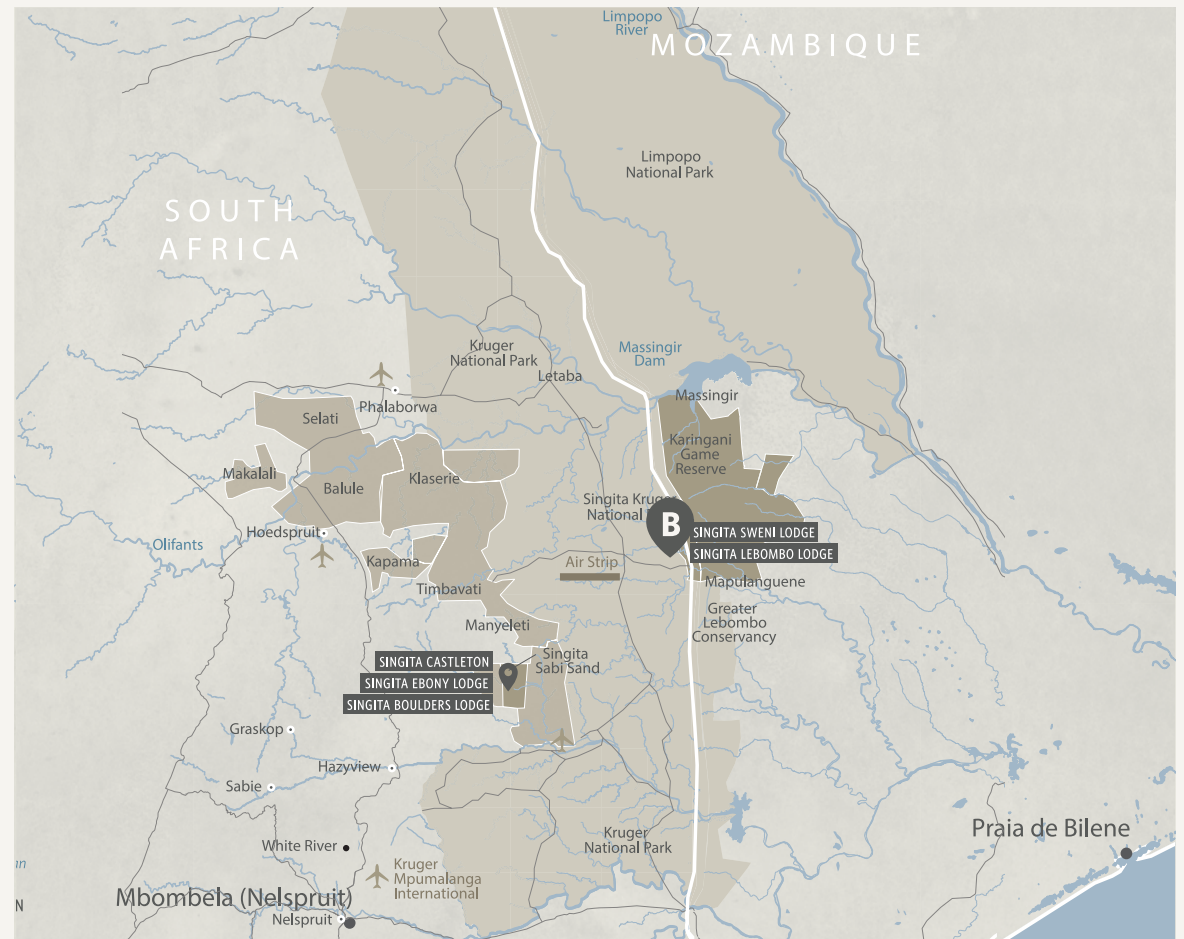 Limpopo
River
MOZAMBIQUE
Limpopo
National Park
SOUTH
AFRICA
Kruger
National Park
Massingir
Dam
Letaba
Phalaborwa
Massingir
Selati
Karingani
Game
Reserve
Makalali
Balule
Klaserie
Singita Kruger
National
B
SINGITA SWENI LODGE
SINGITA LEBOMBO LODGE
Hoedspruit
Olifants
Kapama
Air Strip
Timbavati
Mapulanguene
Greater
Lebombo
Conservancy
Manyeleti
Singita
Sabi Sand
SINGITA CASTLETON
SINGITA EBONY LODGE
SINGITA BOULDERS LODGE
Graskop
Hazyview
Sabie
White River
Kruger
National Park
Praia de Bilene
Kruger
Mpumalanga
International
Mbombela (Nelspruit)
Nelspruit
N